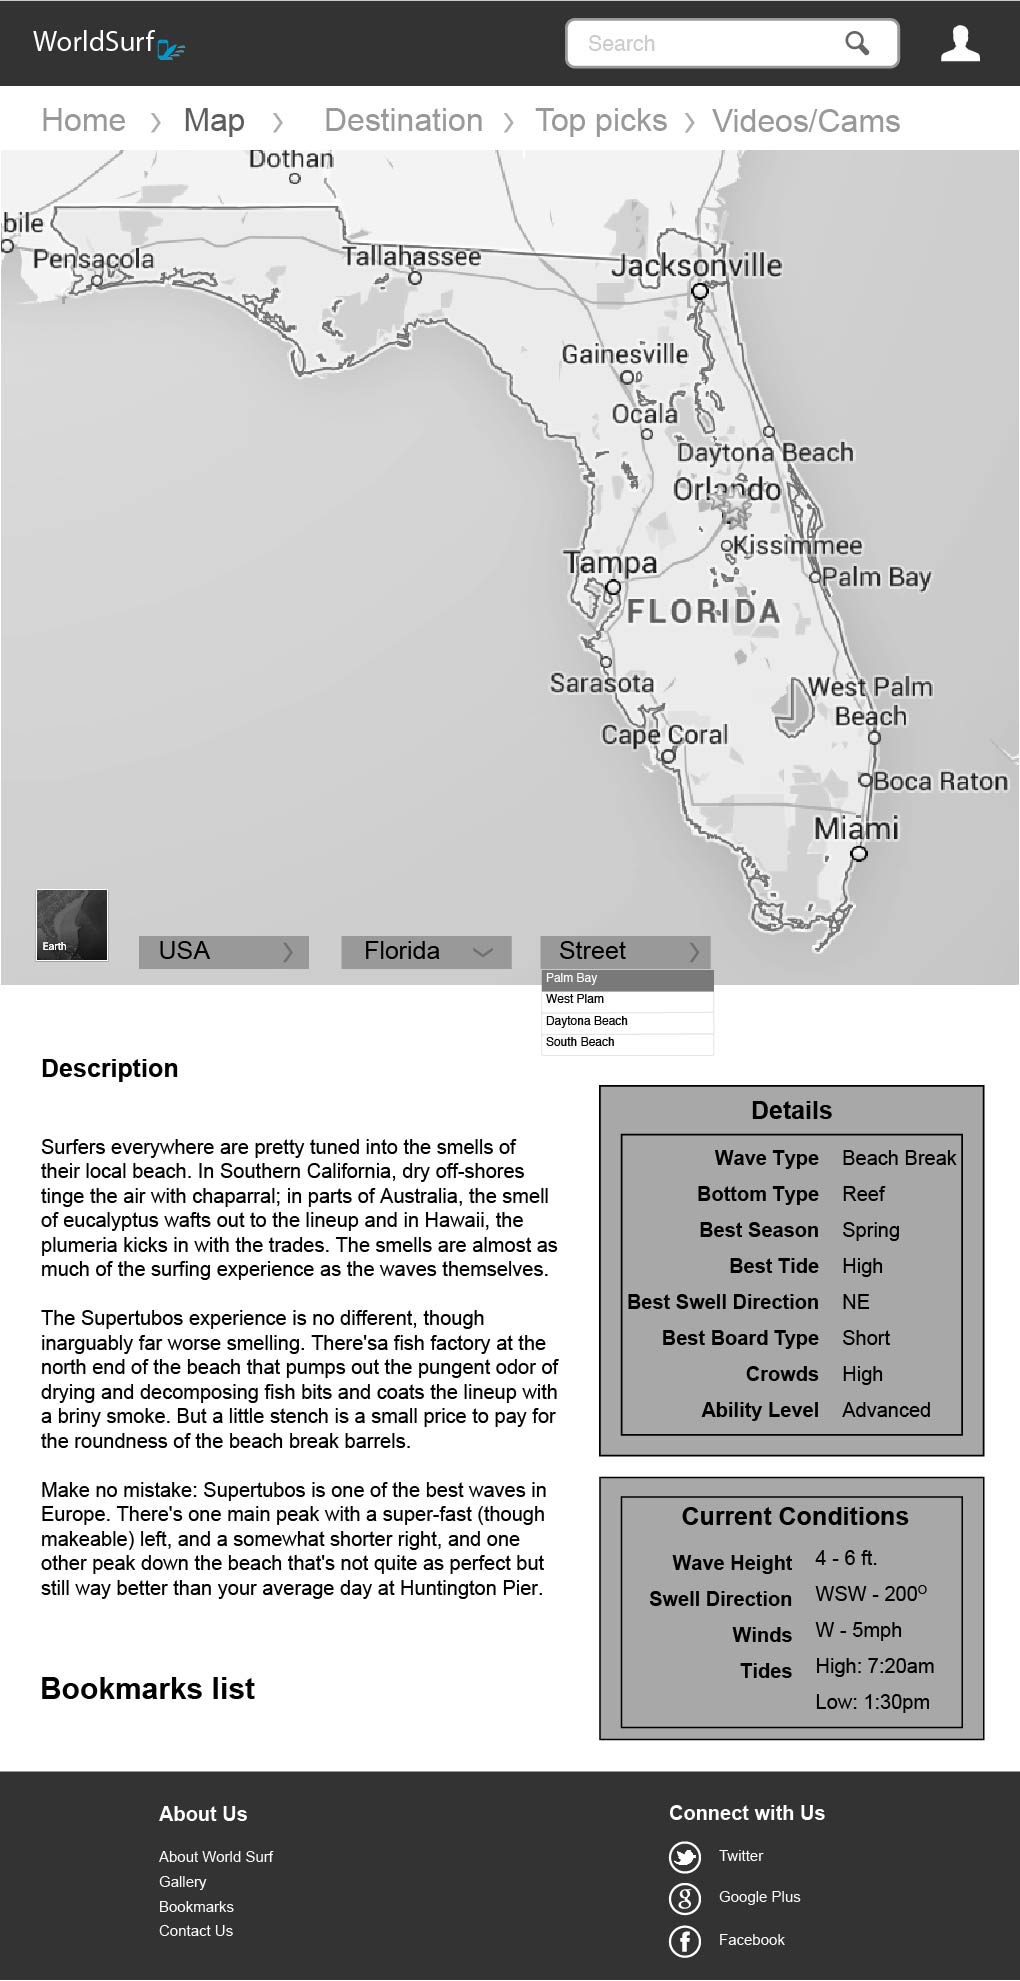 WorldSurf
Search
Home > Map > Destination > Top picks > Videos/Cams
Dothan
bile
Pensacola
Tallahassee
Jacksonville
Gainesville
Ocala
Daytona Beach
Orlando
Kissimmee
Tampa
Palm Bay
FLORIDA
Sarasota
West Palm
Beach
Cape Coral
Boca Raton
Miami
Earth
USA
Florida
Street
Palm Bay
West Plam
Daytona Beach
South Beach
Description
Surfers everywhere are pretty tuned into the smells of
their local beach. In Southern California, dry off-shores
tinge the air with chaparral; in parts of Australia, the smell
of eucalyptus wafts out to the lineup and in Hawaii, the
plumeria kicks in with the trades. The smells are almost as
much of the surfing experience as the waves themselves.
The Supertubos experience is no different, though
inarguably far worse smelling. There'sa fish factory at the
north end of the beach that pumps out the pungent odor of
drying and decomposing fish bits and coats the lineup with
a briny smoke. But a little stench is a small price to pay for
the roundness of the beach break barrels.
Make no mistake: Supertubos is one of the best waves in
Europe. There's one main peak with a super-fast (though
makeable) left, and a somewhat shorter right, and one
other peak down the beach that's not quite as perfect but
still way better than your average day at Huntington Pier.
Bookmarks list
Details
Wave Type Beach Break
Bottom Type Reef
Best Season Spring
Best Tide High
Best Swell Direction NE
Best Board Type Short
Crowds High
Ability Level Advanced
Current Conditions
Wave Height 4 - 6 ft.
Swell Direction WSW - 200°
Winds W - 5mph
Tides High: 7:20am
Low: 1:30pm
About Us
About World Surf
Gallery
Bookmarks
Contact Us
Connect with Us
Twitter
Google Plus
Facebook